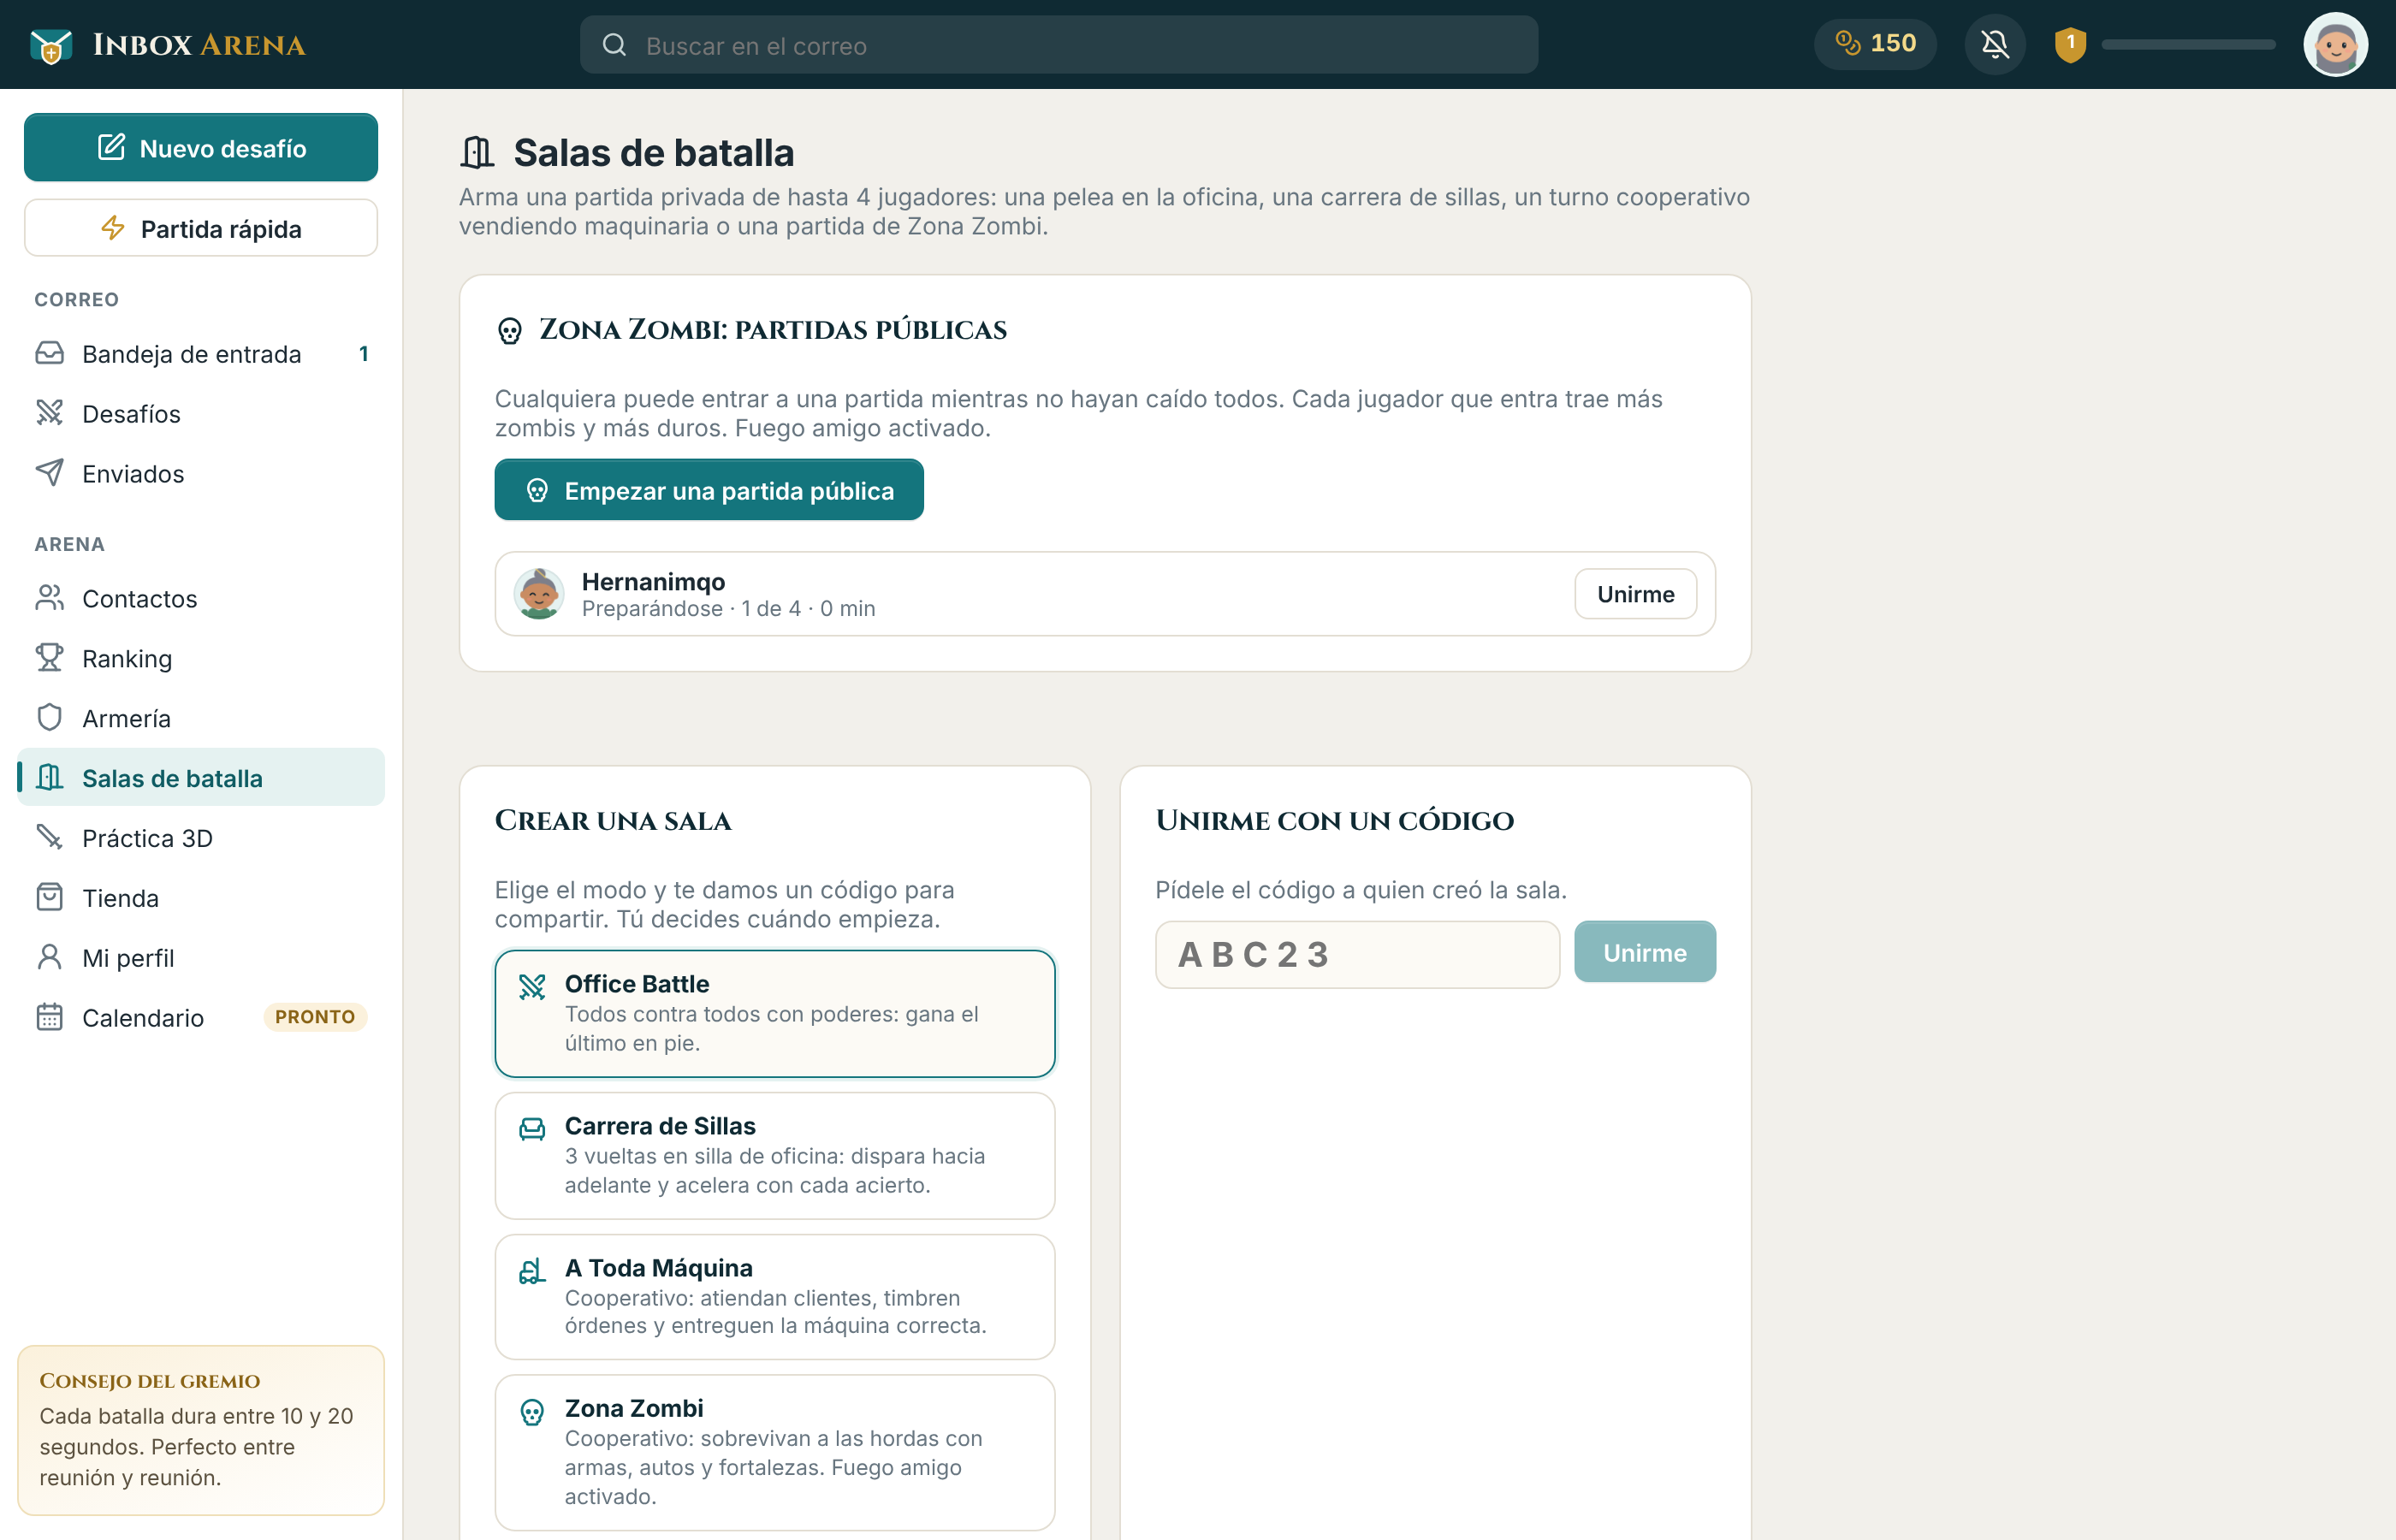 INBOX ARENA
Buscar en el correo
150
1
Nuevo desafío
Partida rápida
CORREO
Bandeja de entrada 1
Desafíos
Enviados
ARENA
Contactos
Ranking
Armería
Salas de batalla
Práctica 3D
Tienda
Mi perfil
Calendario PRONTO
CONSEJO DEL GREMIO
Cada batalla dura entre 10 y 20
segundos. Perfecto entre
reunión y reunión.
Salas de batalla
Arma una partida privada de hasta 4 jugadores: una pelea en la oficina, una carrera de sillas, un turno cooperativo
vendiendo maquinaria o una partida de Zona Zombi.
ZONA ZOMBI: PARTIDAS PÚBLICAS
Cualquiera puede entrar a una partida mientras no hayan caído todos. Cada jugador que entra trae más
zombis y más duros. Fuego amigo activado.
Empezar una partida pública
Hernanimqo
Preparándose · 1 de 4 · 0 min
Unirme
CREAR UNA SALA
Elige el modo y te damos un código para
compartir. Tú decides cuándo empieza.
Office Battle
Todos contra todos con poderes: gana el
último en pie.
Carrera de Sillas
3 vueltas en silla de oficina: dispara hacia
adelante y acelera con cada acierto.
A Toda Máquina
Cooperativo: atiendan clientes, timbren
órdenes y entreguen la máquina correcta.
Zona Zombi
Cooperativo: sobrevivan a las hordas con
armas, autos y fortalezas. Fuego amigo
activado.
UNIRME CON UN CÓDIGO
Pídele el código a quien creó la sala.
ABC23
Unirme